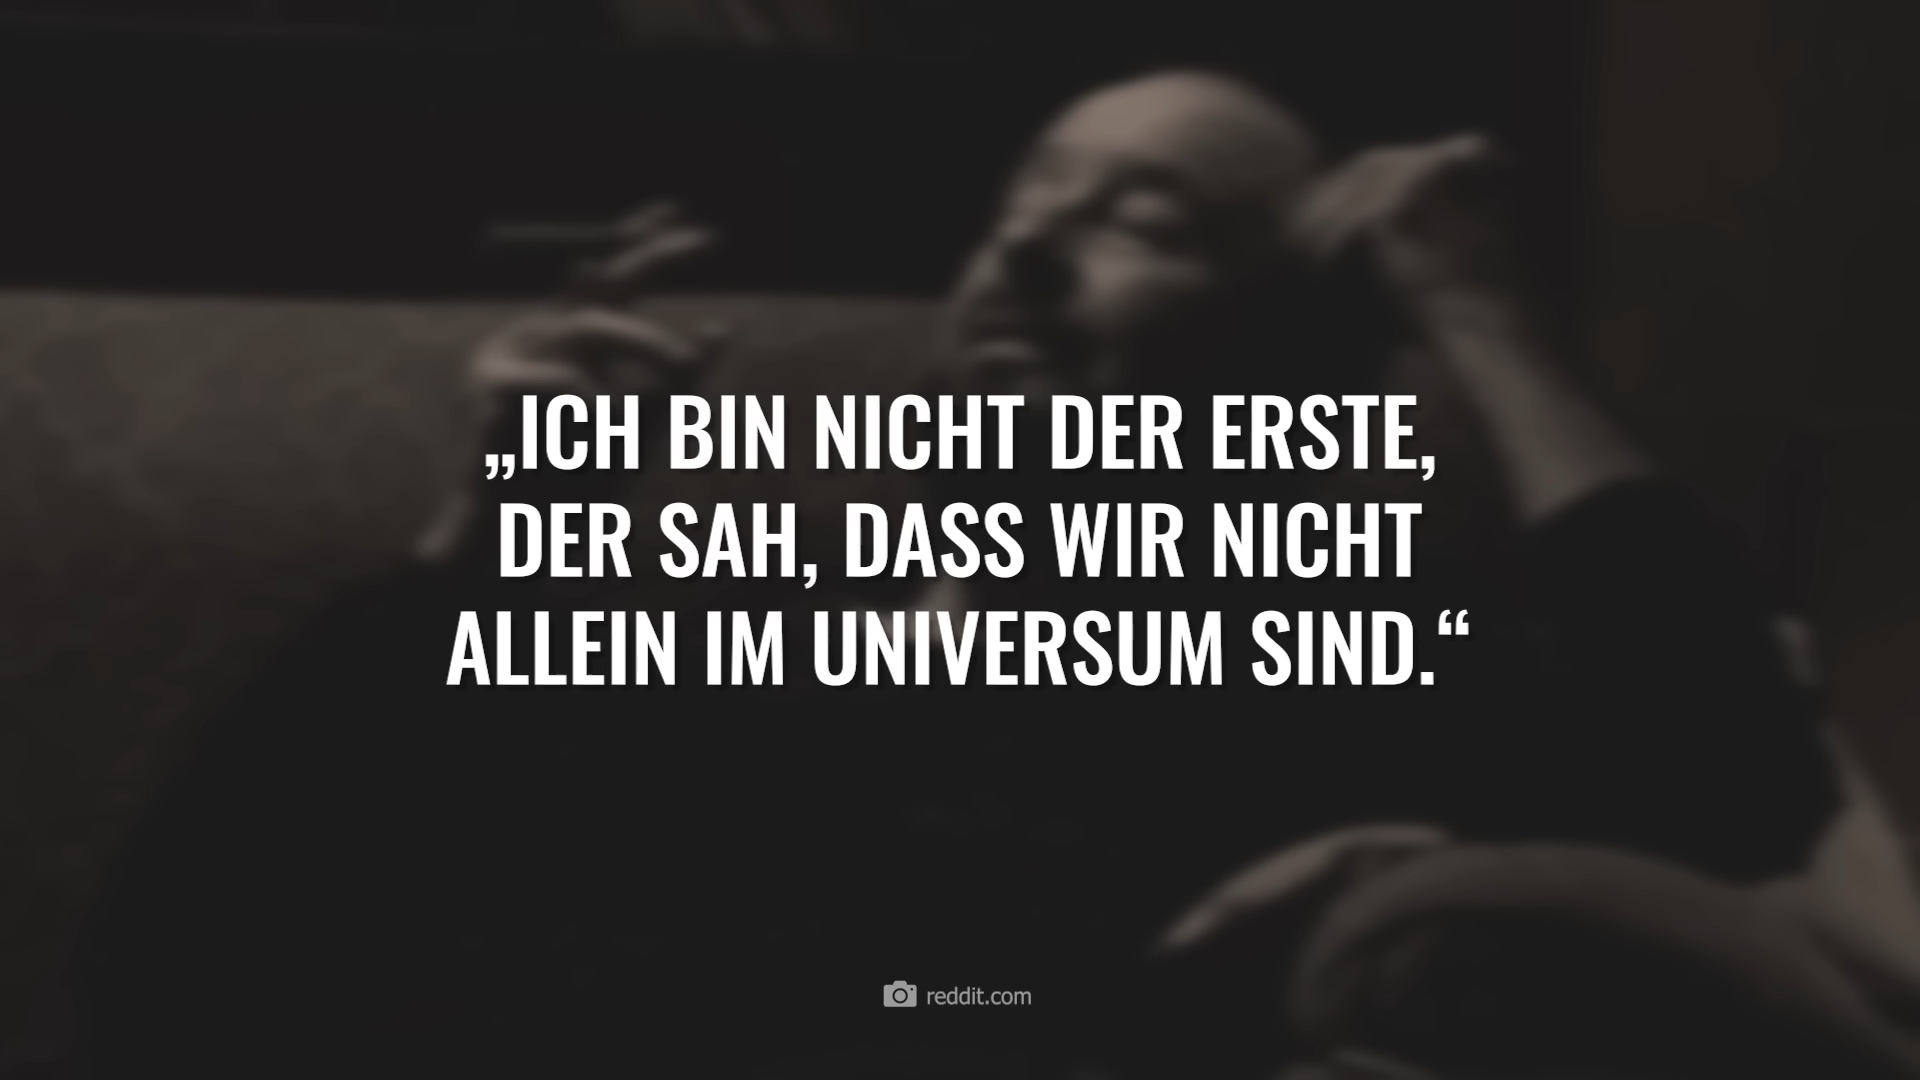 „ICH BIN NICHT DER ERSTE,
DER SAH, DASS WIR NICHT
ALLEIN IM UNIVERSUM SIND.“
reddit.com